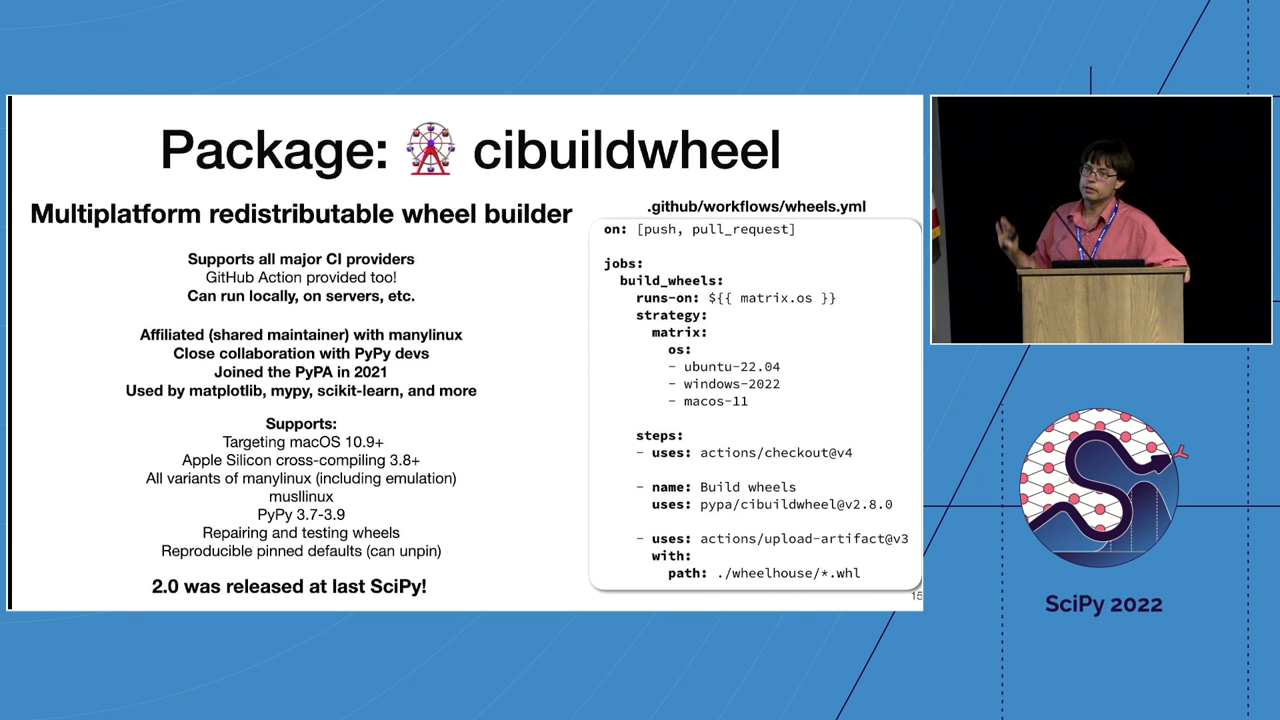 Package: cibuildwheel
Multiplatform redistributable wheel builder
Supports all major CI providers
GitHub Action provided too!
Can run locally, on servers, etc.
Affiliated (shared maintainer) with manylinux
Close collaboration with PyPy devs
Joined the PyPA in 2021
Used by matplotlib, mypy, scikit-learn, and more
Supports:
Targeting macOS 10.9+
Apple Silicon cross-compiling 3.8+
All variants of manylinux (including emulation)
musllinux
PyPy 3.7-3.9
Repairing and testing wheels
Reproducible pinned defaults (can unpin)
2.0 was released at last SciPy!
.github/workflows/wheels.yml
on: [push, pull_request]
jobs:
build_wheels:
runs-on: ${{ matrix.os }}
strategy:
matrix:
os:
- ubuntu-22.04
- windows-2022
- macos-11
steps:
- uses: actions/checkout@v4
- name: Build wheels
uses: pypa/cibuildwheel@v2.8.0
- uses: actions/upload-artifact@v3
with:
path: ./wheelhouse/*.whl
15
SciPy 2022